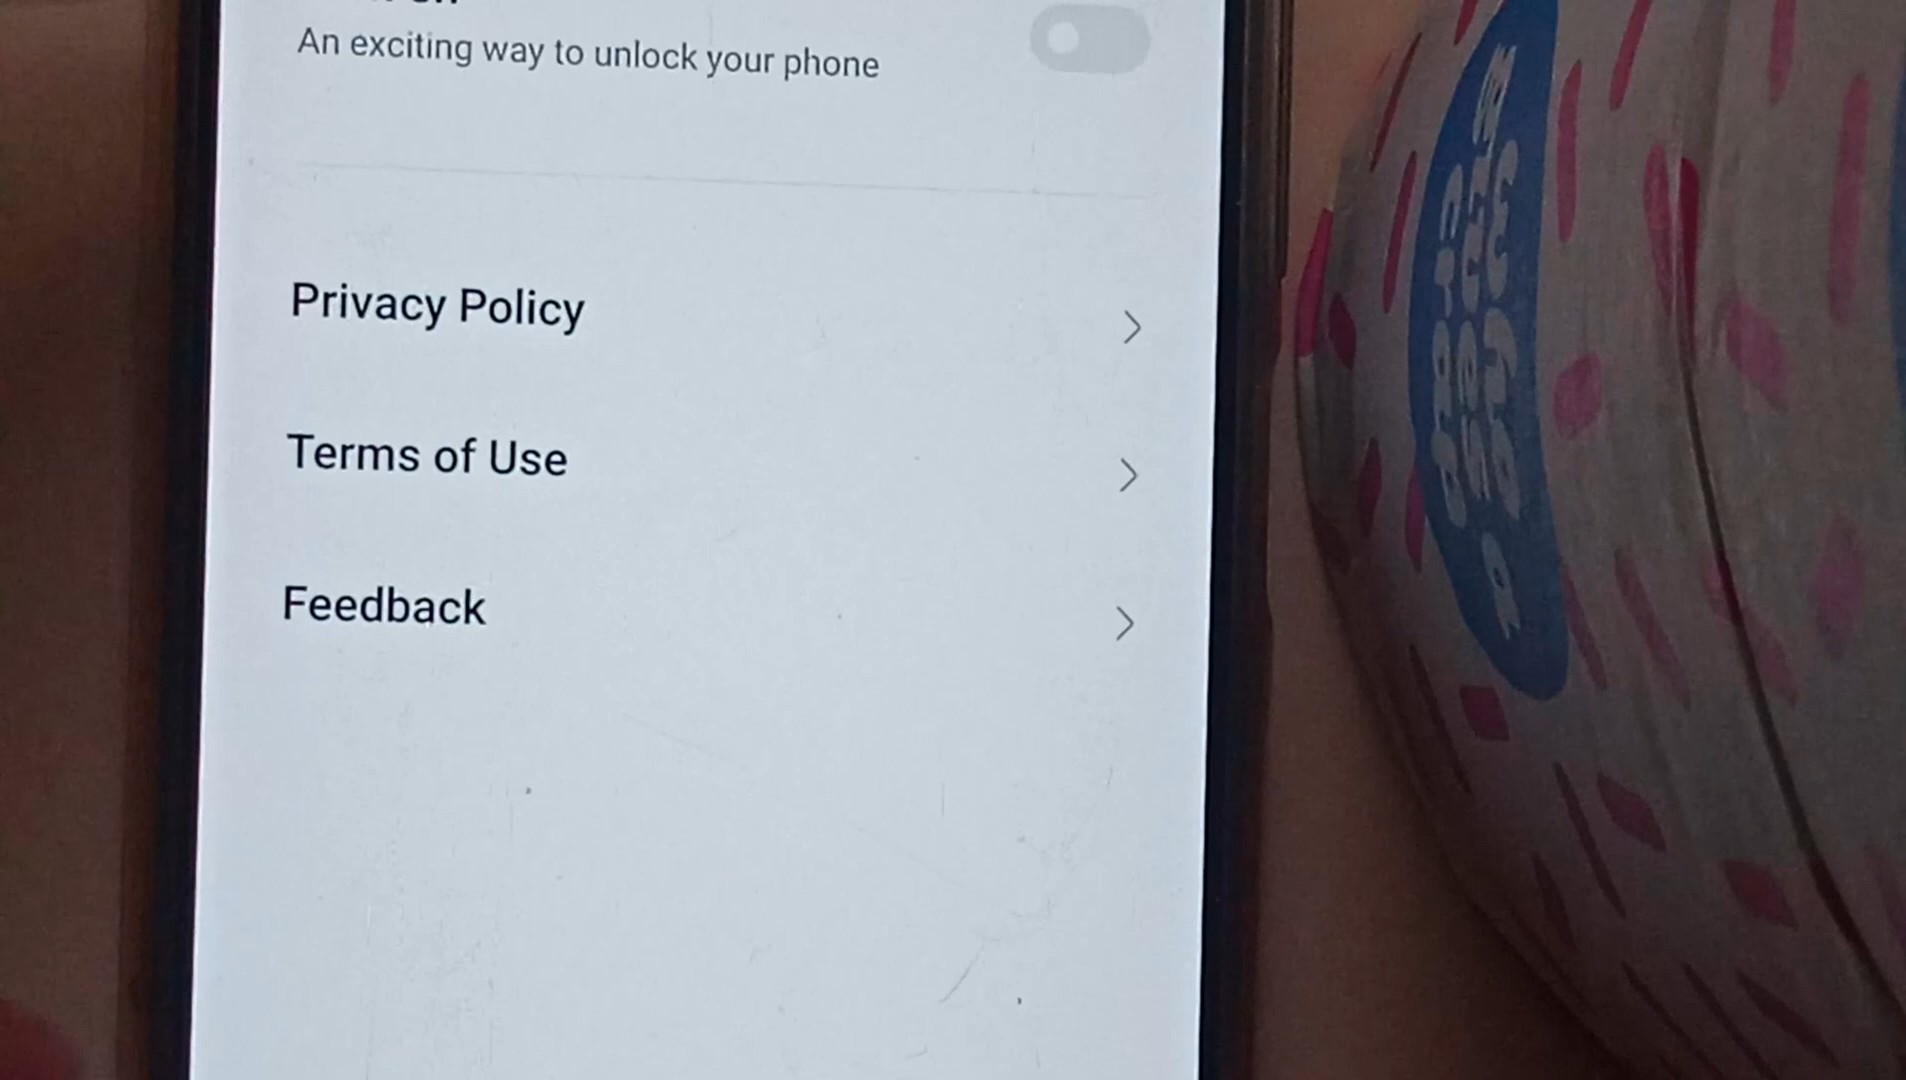 An exciting way to unlock your phone
Privacy Policy
Terms of Use
Feedback